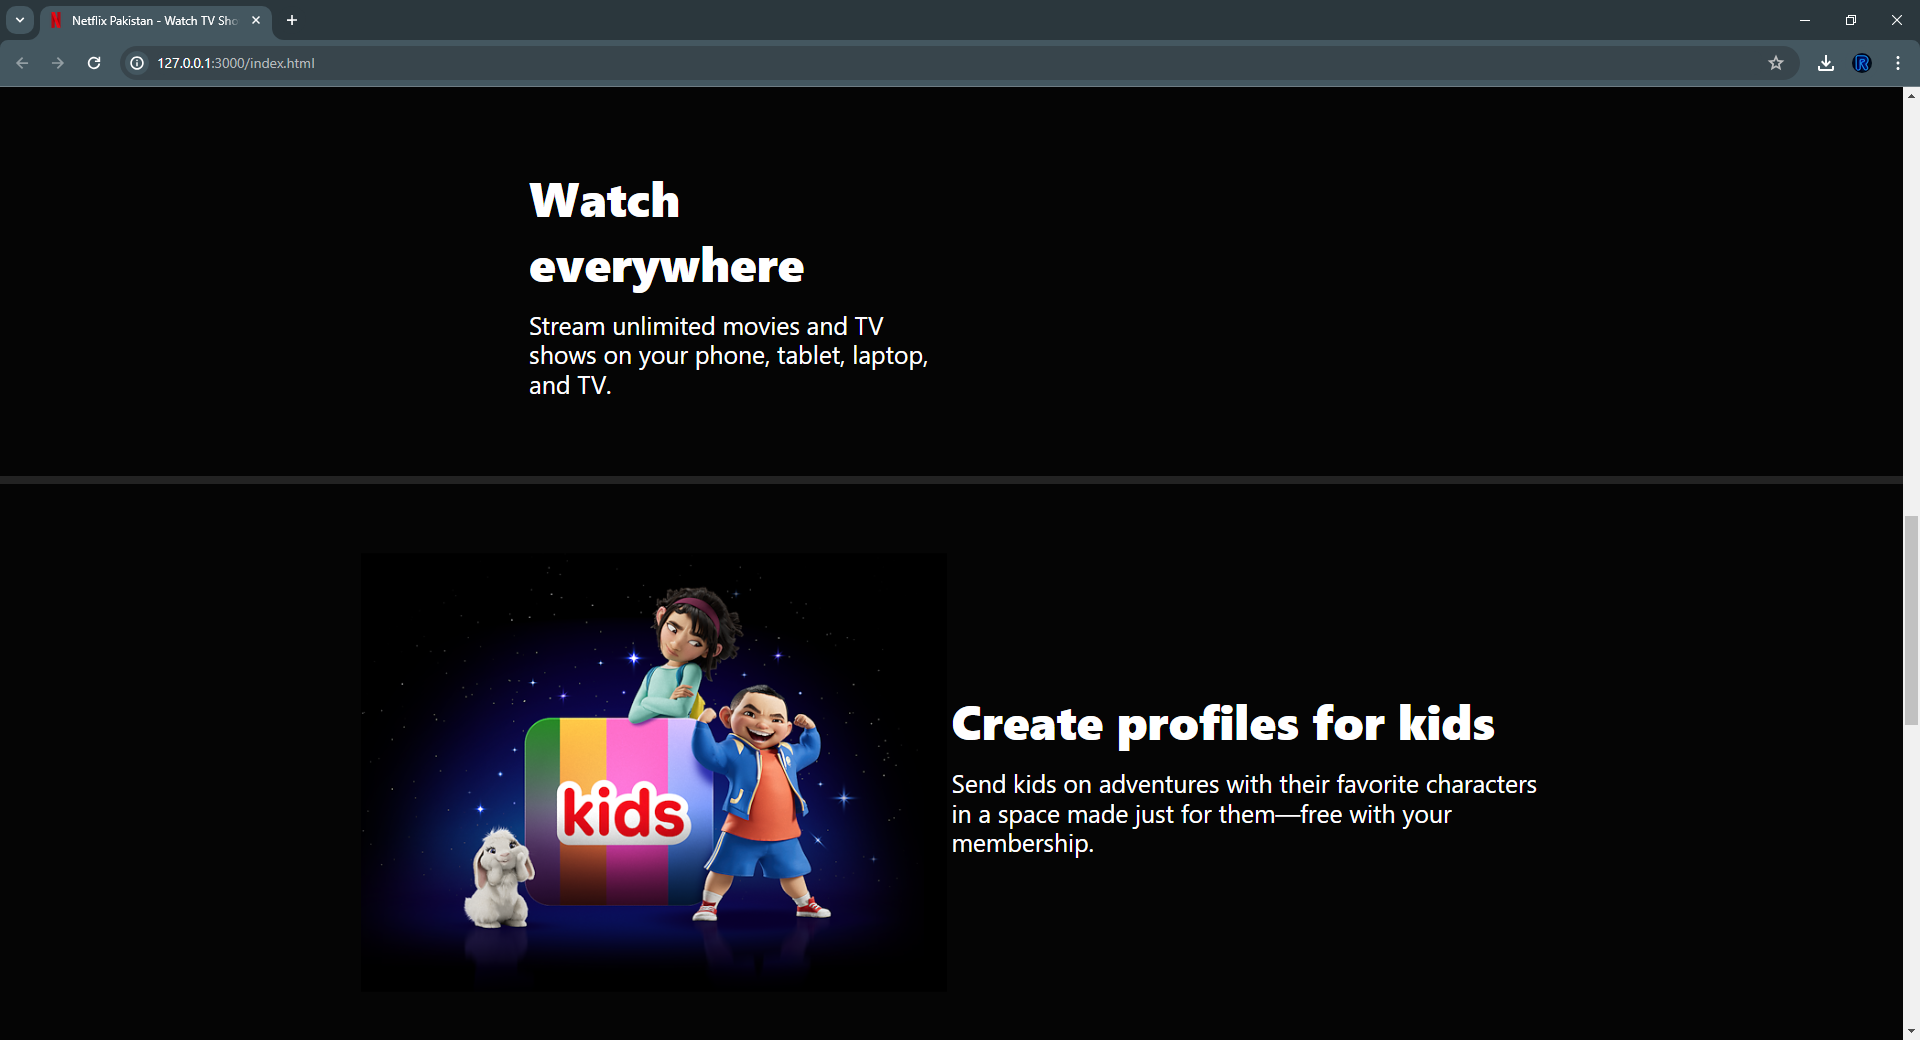 Netflix Pakistan - Watch TV Sho
127.0.0.1:3000/index.html
R
Watch
everywhere
Stream unlimited movies and TV
shows on your phone, tablet, laptop,
and TV.
kids
Create profiles for kids
Send kids on adventures with their favorite characters
in a space made just for them—free with your
membership.